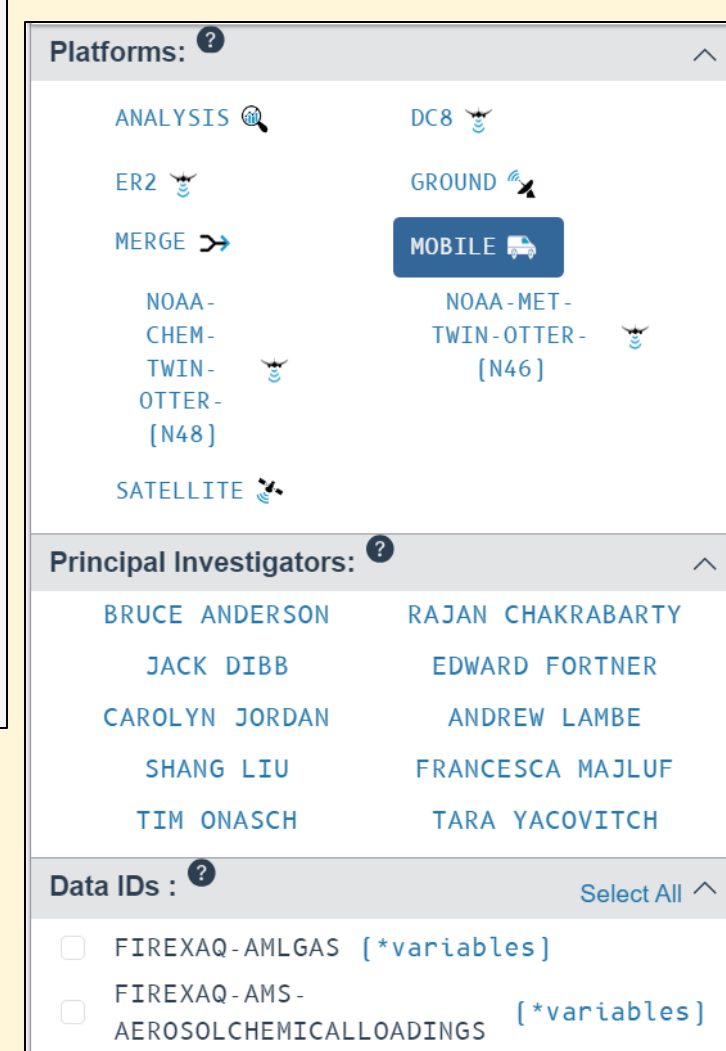 Platforms: ?
ANALYSIS DC8
ER2 GROUND
MERGE MOBILE
NOAA-
CHEM-
TWIN-
OTTER-
[N48]
NOAA-MET-
TWIN-OTTER-
[N46]
SATELLITE
Principal Investigators: ?
BRUCE ANDERSON RAJAN CHAKRABARTY
JACK DIBB EDWARD FORTNER
CAROLYN JORDAN ANDREW LAMBE
SHANG LIU FRANCESCA MAJLUF
TIM ONASCH TARA YACOVITCH
Data IDs : ? Select All
FIREXAQ-AMLGAS [*variables]
FIREXAQ-AMS-
AEROSOLCHEMICALLOADINGS [*variables]